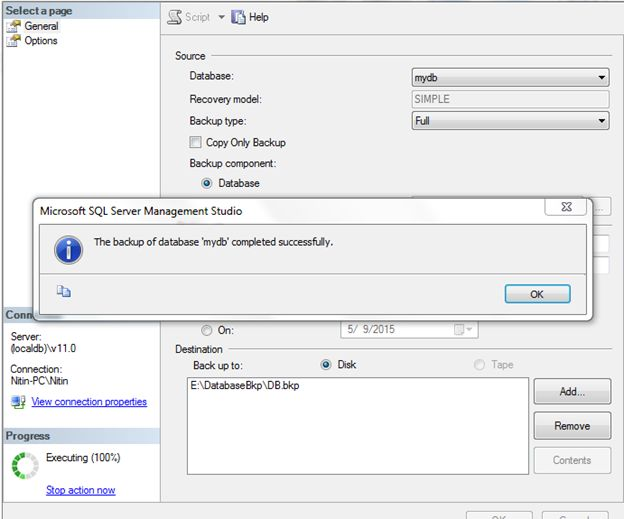 Select a page
General
Options
Script
Help
Source
Database:
mydb
Recovery model:
SIMPLE
Backup type:
Full
Copy Only Backup
Backup component:
Database
...
Microsoft SQL Server Management Studio
The backup of database 'mydb' completed successfully.
OK
On:
5/ 9/2015
Destination
Back up to:
Disk
Tape
E:\DatabaseBkp\DB.bkp
Add...
Remove
Contents
Server:
(localdb)\v11.0
Connection:
Nitin-PC\Nitin
View connection properties
Progress
Executing (100%)
Stop action now